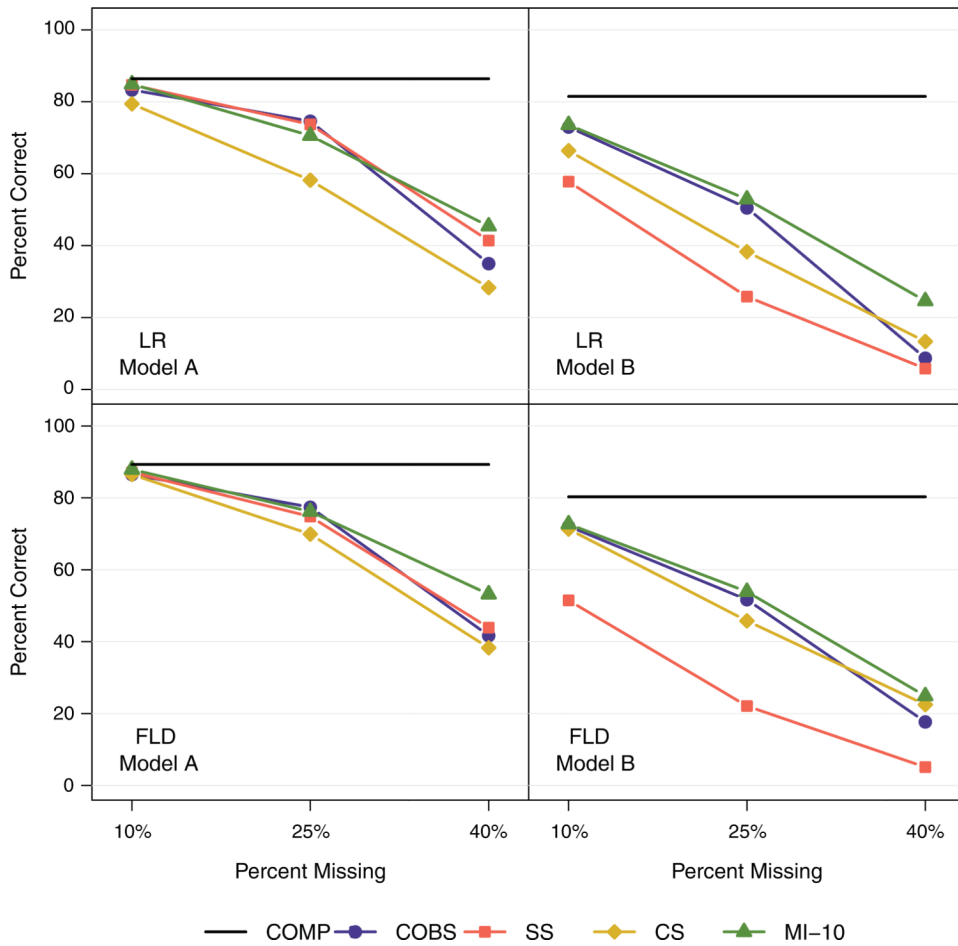 100
80
60
40
20
0
Percent Correct
LR
Model A
LR
Model B
100
80
60
40
20
0
Percent Correct
FLD
Model A
FLD
Model B
10%
25%
40%
10%
25%
40%
Percent Missing
Percent Missing
COMP
COBS
SS
CS
MI−10